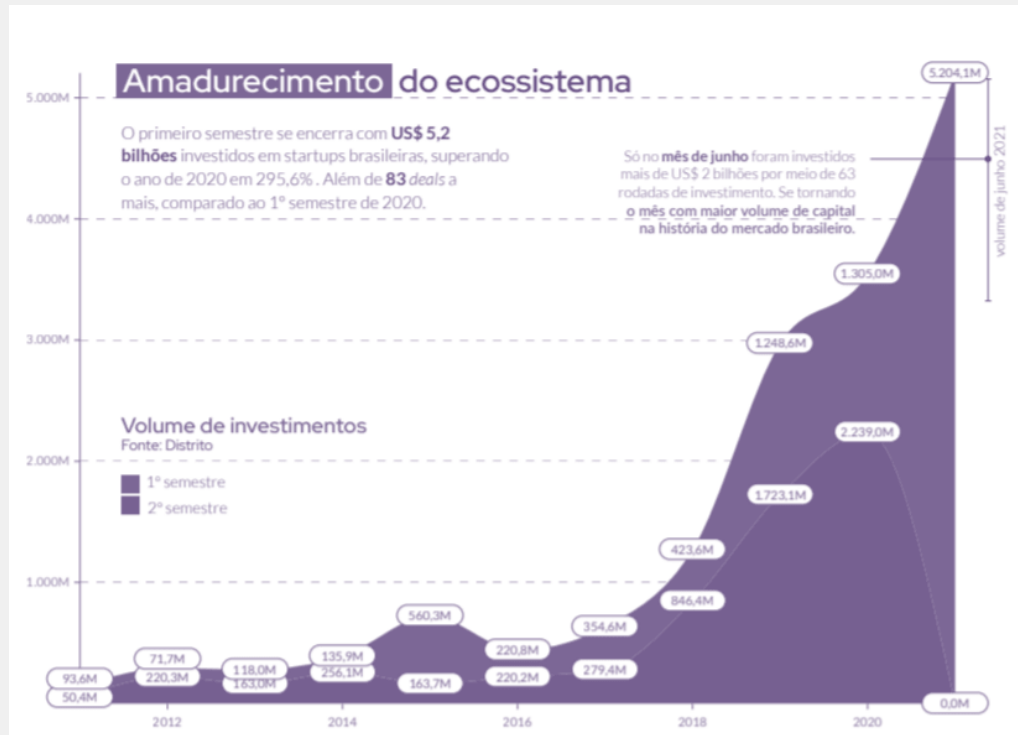 Amadurecimento do ecossistema
O primeiro semestre se encerra com US$ 5,2
bilhões investidos em startups brasileiras, superando
o ano de 2020 em 295,6% . Além de 83 deals a
mais, comparado ao 1º semestre de 2020.
Só no mês de junho foram investidos
mais de US$ 2 bilhões por meio de 63
rodadas de investimento. Se tornando
o mês com maior volume de capital
na história do mercado brasileiro.
volume de junho 2021
5.000M
4.000M
3.000M
2.000M
1.000M
Volume de investimentos
Fonte: Distrito
1º semestre
2º semestre
5.204,1M
1.305,0M
1.248,6M
2.239,0M
1.723,1M
423,6M
846,4M
560,3M
354,6M
220,8M
135,9M
71,7M
118,0M
93,6M
279,4M
220,2M
256,1M
220,3M
163,0M
163,7M
50,4M
0,0M
2012
2014
2016
2018
2020